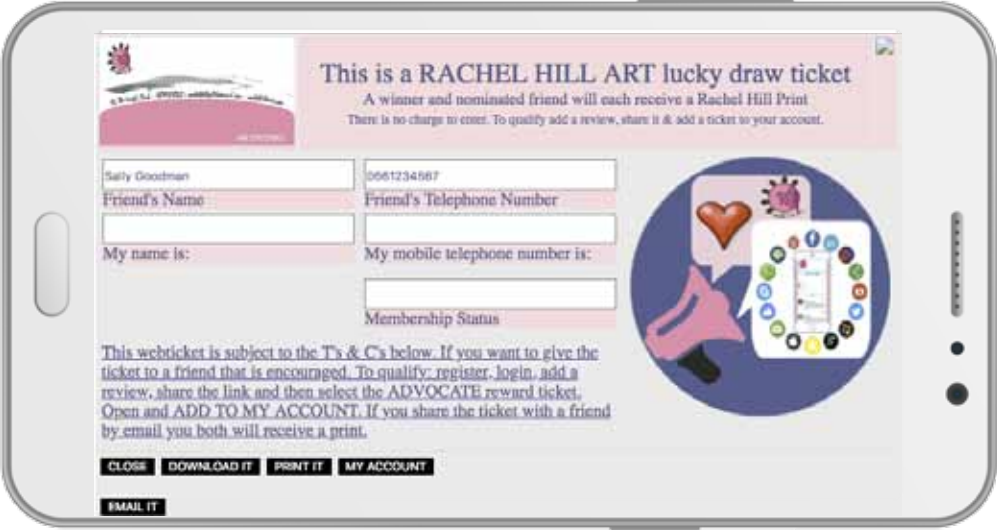 This is a RACHEL HILL ART lucky draw ticket
A winner and nominated friend will each receive a Rachel Hill Print
There is no charge to enter. To qualify add a review, share it & add a ticket to your account.
Sally Goodman
0561234567
Friend's Name
Friend's Telephone Number
My name is:
My mobile telephone number is:
Membership Status
This webticket is subject to the T's & C's below. If you want to give the
ticket to a friend that is encouraged. To qualify: register, login, add a
review, share the link and then select the ADVOCATE reward ticket.
Open and ADD TO MY ACCOUNT. If you share the ticket with a friend
by email you both will receive a print.
CLOSE
DOWNLOAD IT
PRINT IT
MY ACCOUNT
EMAIL IT